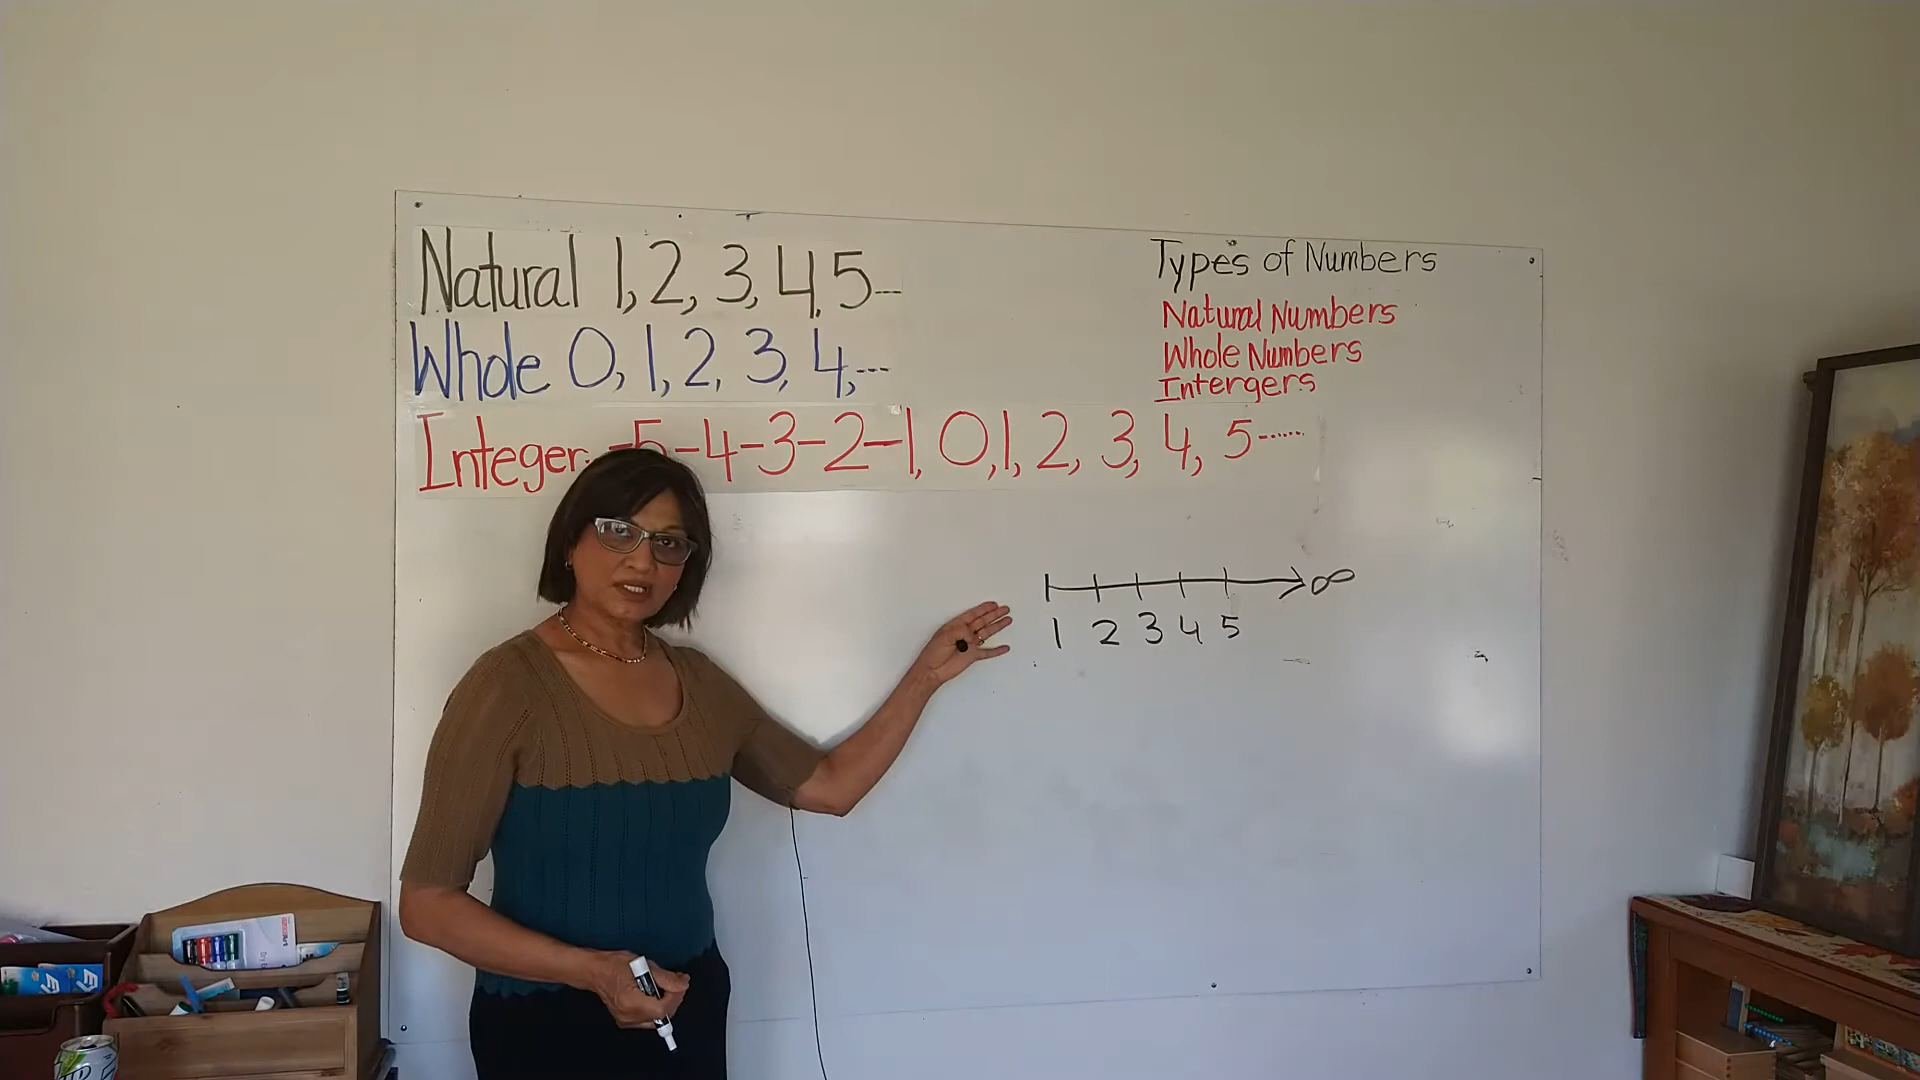 Natural 1, 2, 3, 4, 5---
Whole 0, 1, 2, 3, 4, ---
Integer -5-4-3-2-1, 0, 1, 2, 3, 4, 5------
Types of Numbers
Natural Numbers
Whole Numbers
Intergers
∞
1 2 3 4 5